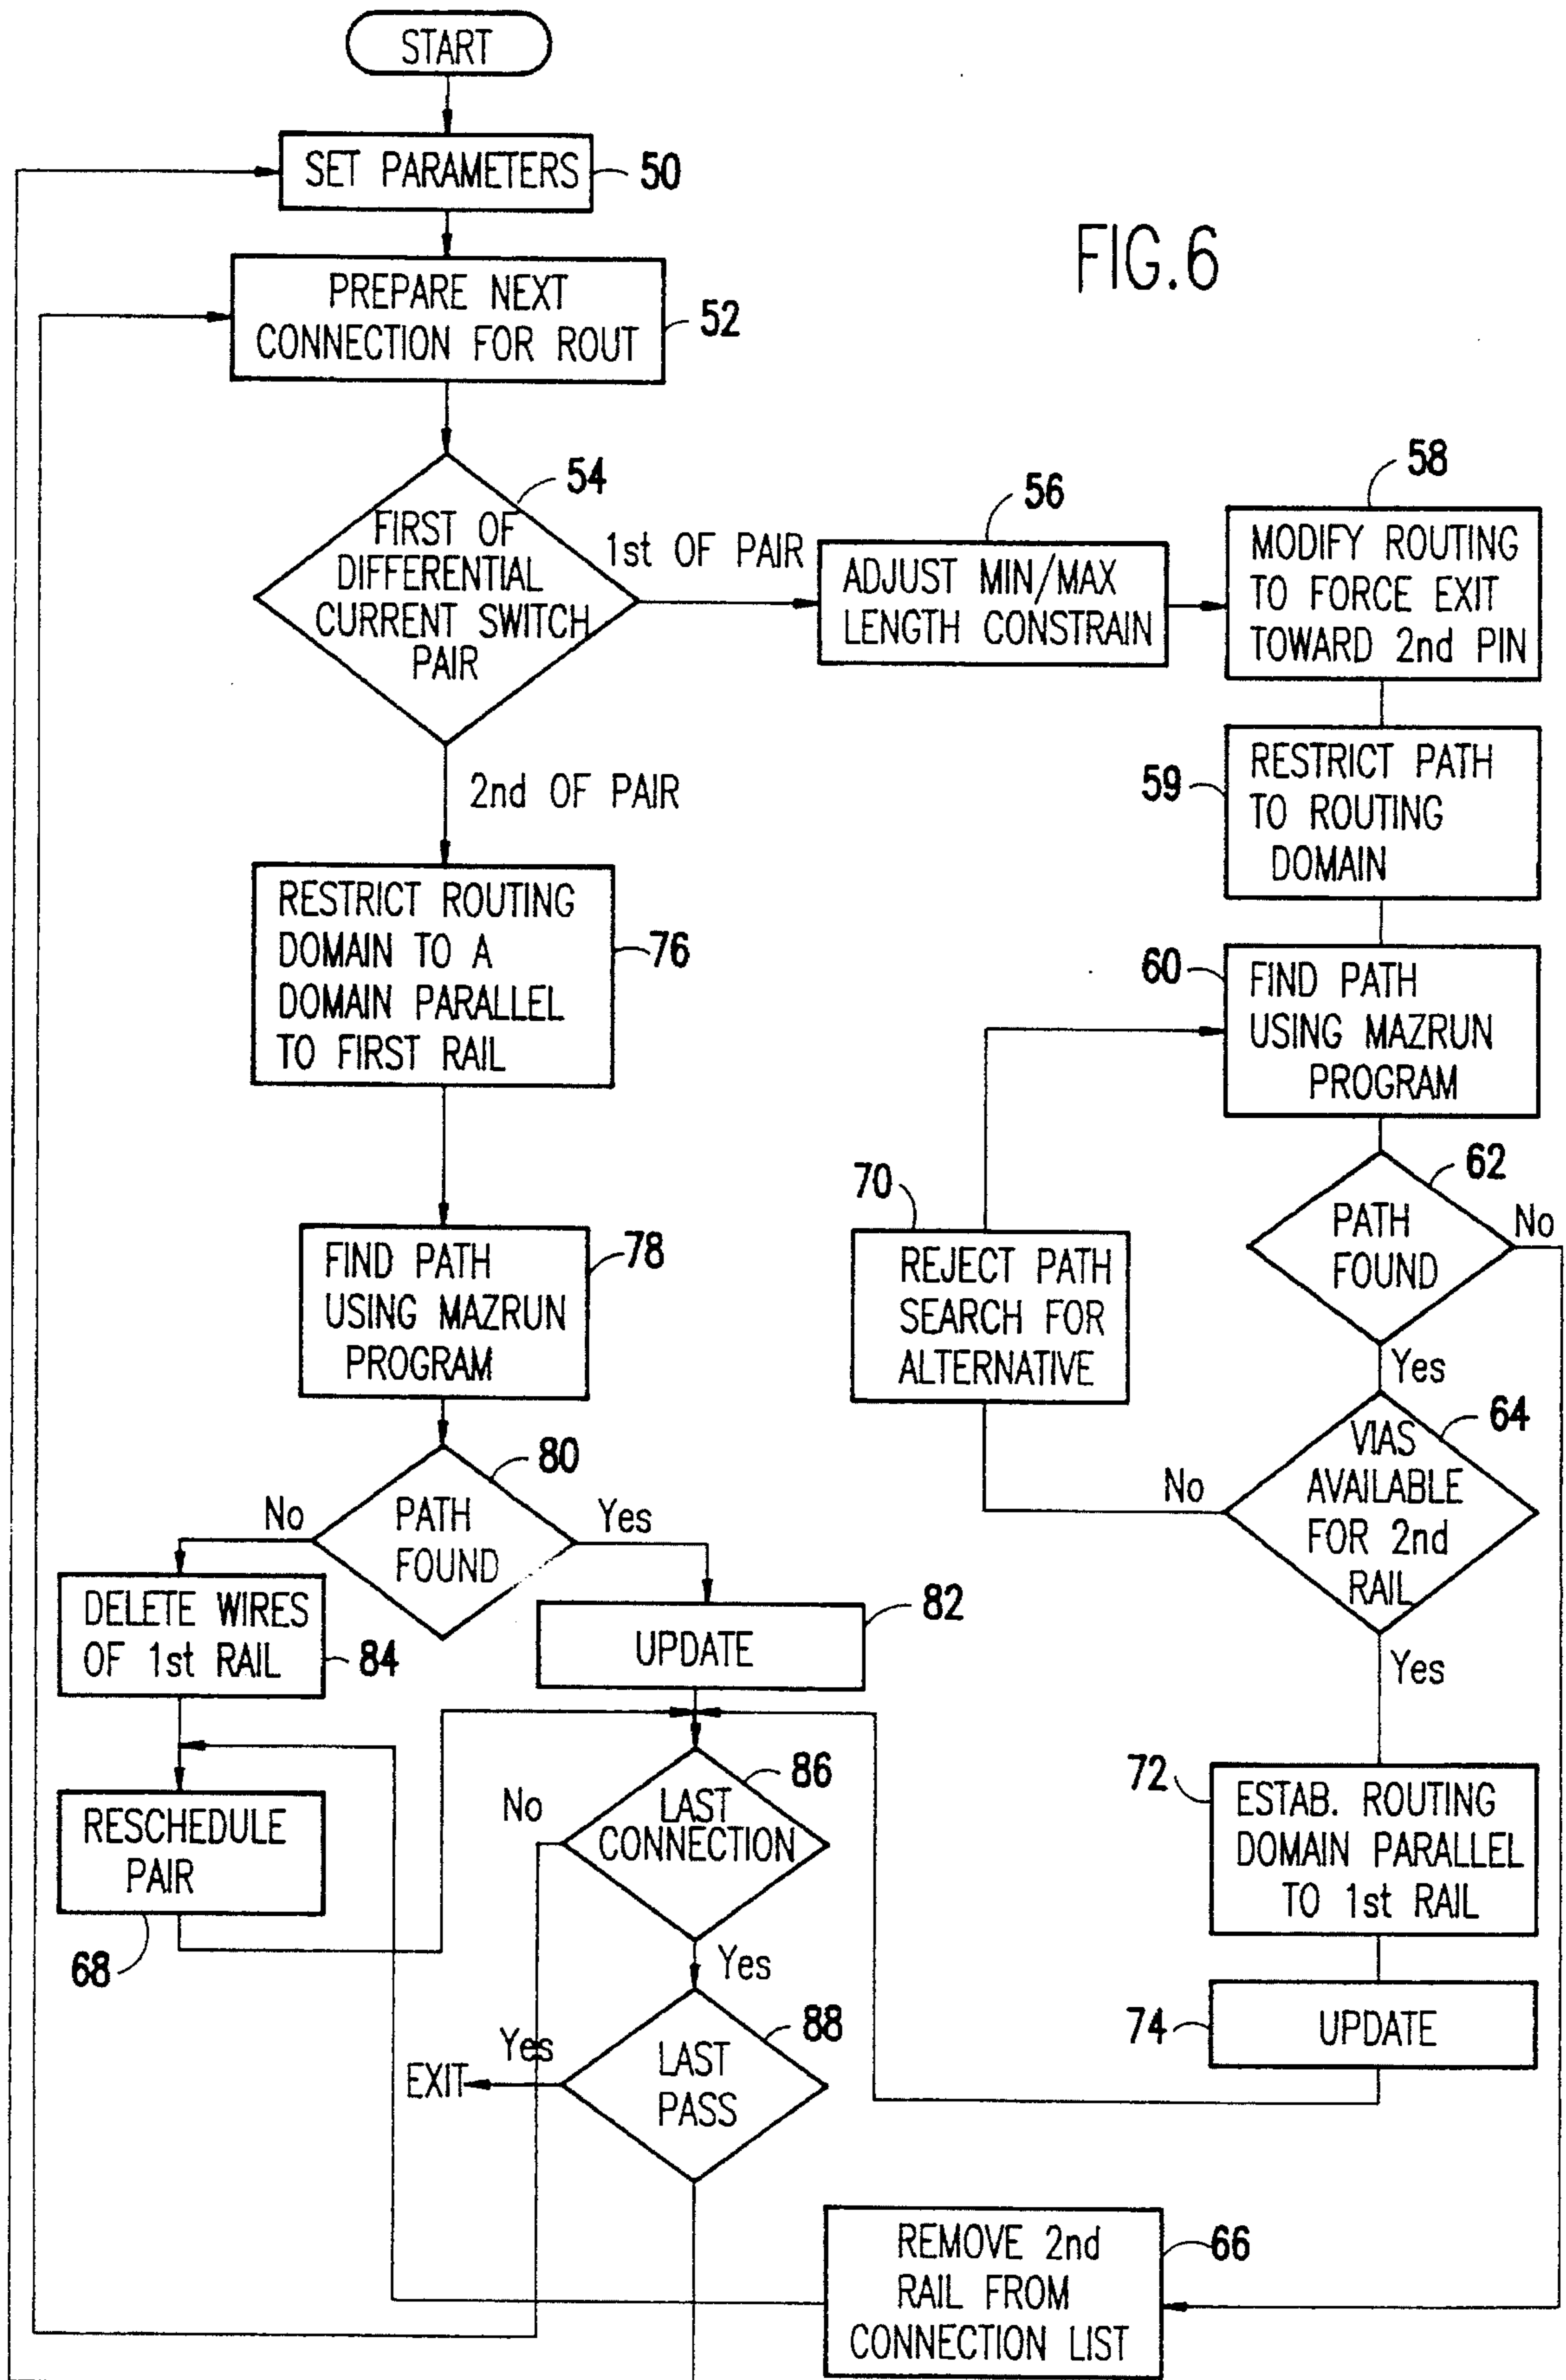 START
SET PARAMETERS
50
FIG.6
PREPARE NEXT
CONNECTION FOR ROUT
52
54
FIRST OF
DIFFERENTIAL
CURRENT SWITCH
PAIR
1st OF PAIR
56
ADJUST MIN/MAX
LENGTH CONSTRAIN
58
MODIFY ROUTING
TO FORCE EXIT
TOWARD 2nd PIN
2nd OF PAIR
59
RESTRICT PATH
TO ROUTING
DOMAIN
RESTRICT ROUTING
DOMAIN TO A
DOMAIN PARALLEL
TO FIRST RAIL
76
60
FIND PATH
USING MAZRUN
PROGRAM
62
PATH
FOUND
No
Yes
70
REJECT PATH
SEARCH FOR
ALTERNATIVE
78
FIND PATH
USING MAZRUN
PROGRAM
64
VIAS
AVAILABLE
FOR 2nd
RAIL
No
Yes
80
PATH
FOUND
No
Yes
DELETE WIRES
OF 1st RAIL
84
82
UPDATE
72
ESTAB. ROUTING
DOMAIN PARALLEL
TO 1st RAIL
86
LAST
CONNECTION
No
Yes
RESCHEDULE
PAIR
68
74
UPDATE
88
LAST
PASS
Yes
EXIT
REMOVE 2nd
RAIL FROM
CONNECTION LIST
66